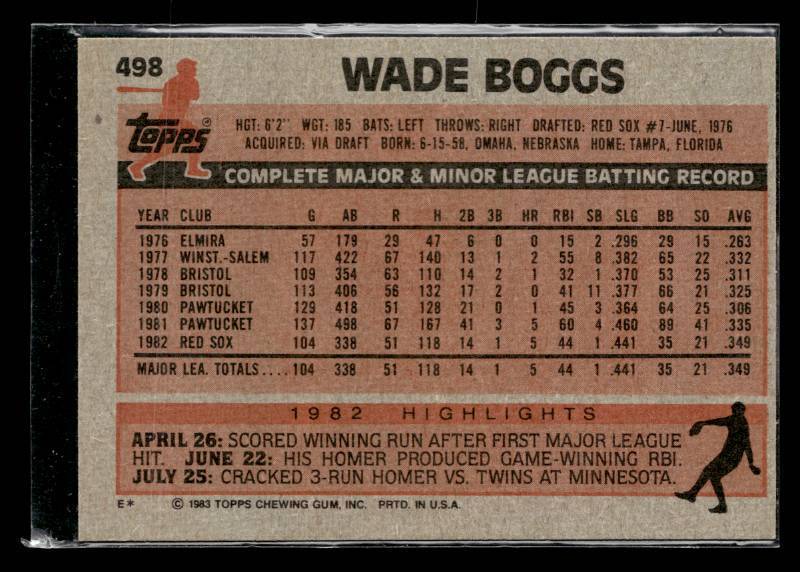 498
WADE BOGGS
TOPPS
HGT: 6'2" WGT: 185 BATS: LEFT THROWS: RIGHT DRAFTED: RED SOX #7-JUNE, 1976
ACQUIRED: VIA DRAFT BORN: 6-15-58, OMAHA, NEBRASKA HOME: TAMPA, FLORIDA
COMPLETE MAJOR & MINOR LEAGUE BATTING RECORD
YEAR CLUB G AB R H 2B 3B HR RBI SB SLG BB SO AVG
1976 ELMIRA 57 179 29 47 6 0 0 15 2 .296 29 15 .263
1977 WINST.-SALEM 117 422 67 140 13 1 2 55 8 .382 65 22 .332
1978 BRISTOL 109 354 63 110 14 2 1 32 1 .370 53 25 .311
1979 BRISTOL 113 406 56 132 17 2 0 41 11 .377 66 21 .325
1980 PAWTUCKET 129 418 51 128 21 0 1 45 3 .364 64 25 .306
1981 PAWTUCKET 137 498 67 167 41 3 5 60 4 .460 89 41 .335
1982 RED SOX 104 338 51 118 14 1 5 44 1 .441 35 21 .349
MAJOR LEA. TOTALS....104 338 51 118 14 1 5 44 1 .441 35 21 .349
1982 HIGHLIGHTS
APRIL 26: SCORED WINNING RUN AFTER FIRST MAJOR LEAGUE
HIT. JUNE 22: HIS HOMER PRODUCED GAME-WINNING RBI.
JULY 25: CRACKED 3-RUN HOMER VS. TWINS AT MINNESOTA.
E* © 1983 TOPPS CHEWING GUM, INC. PRTD. IN U.S.A.